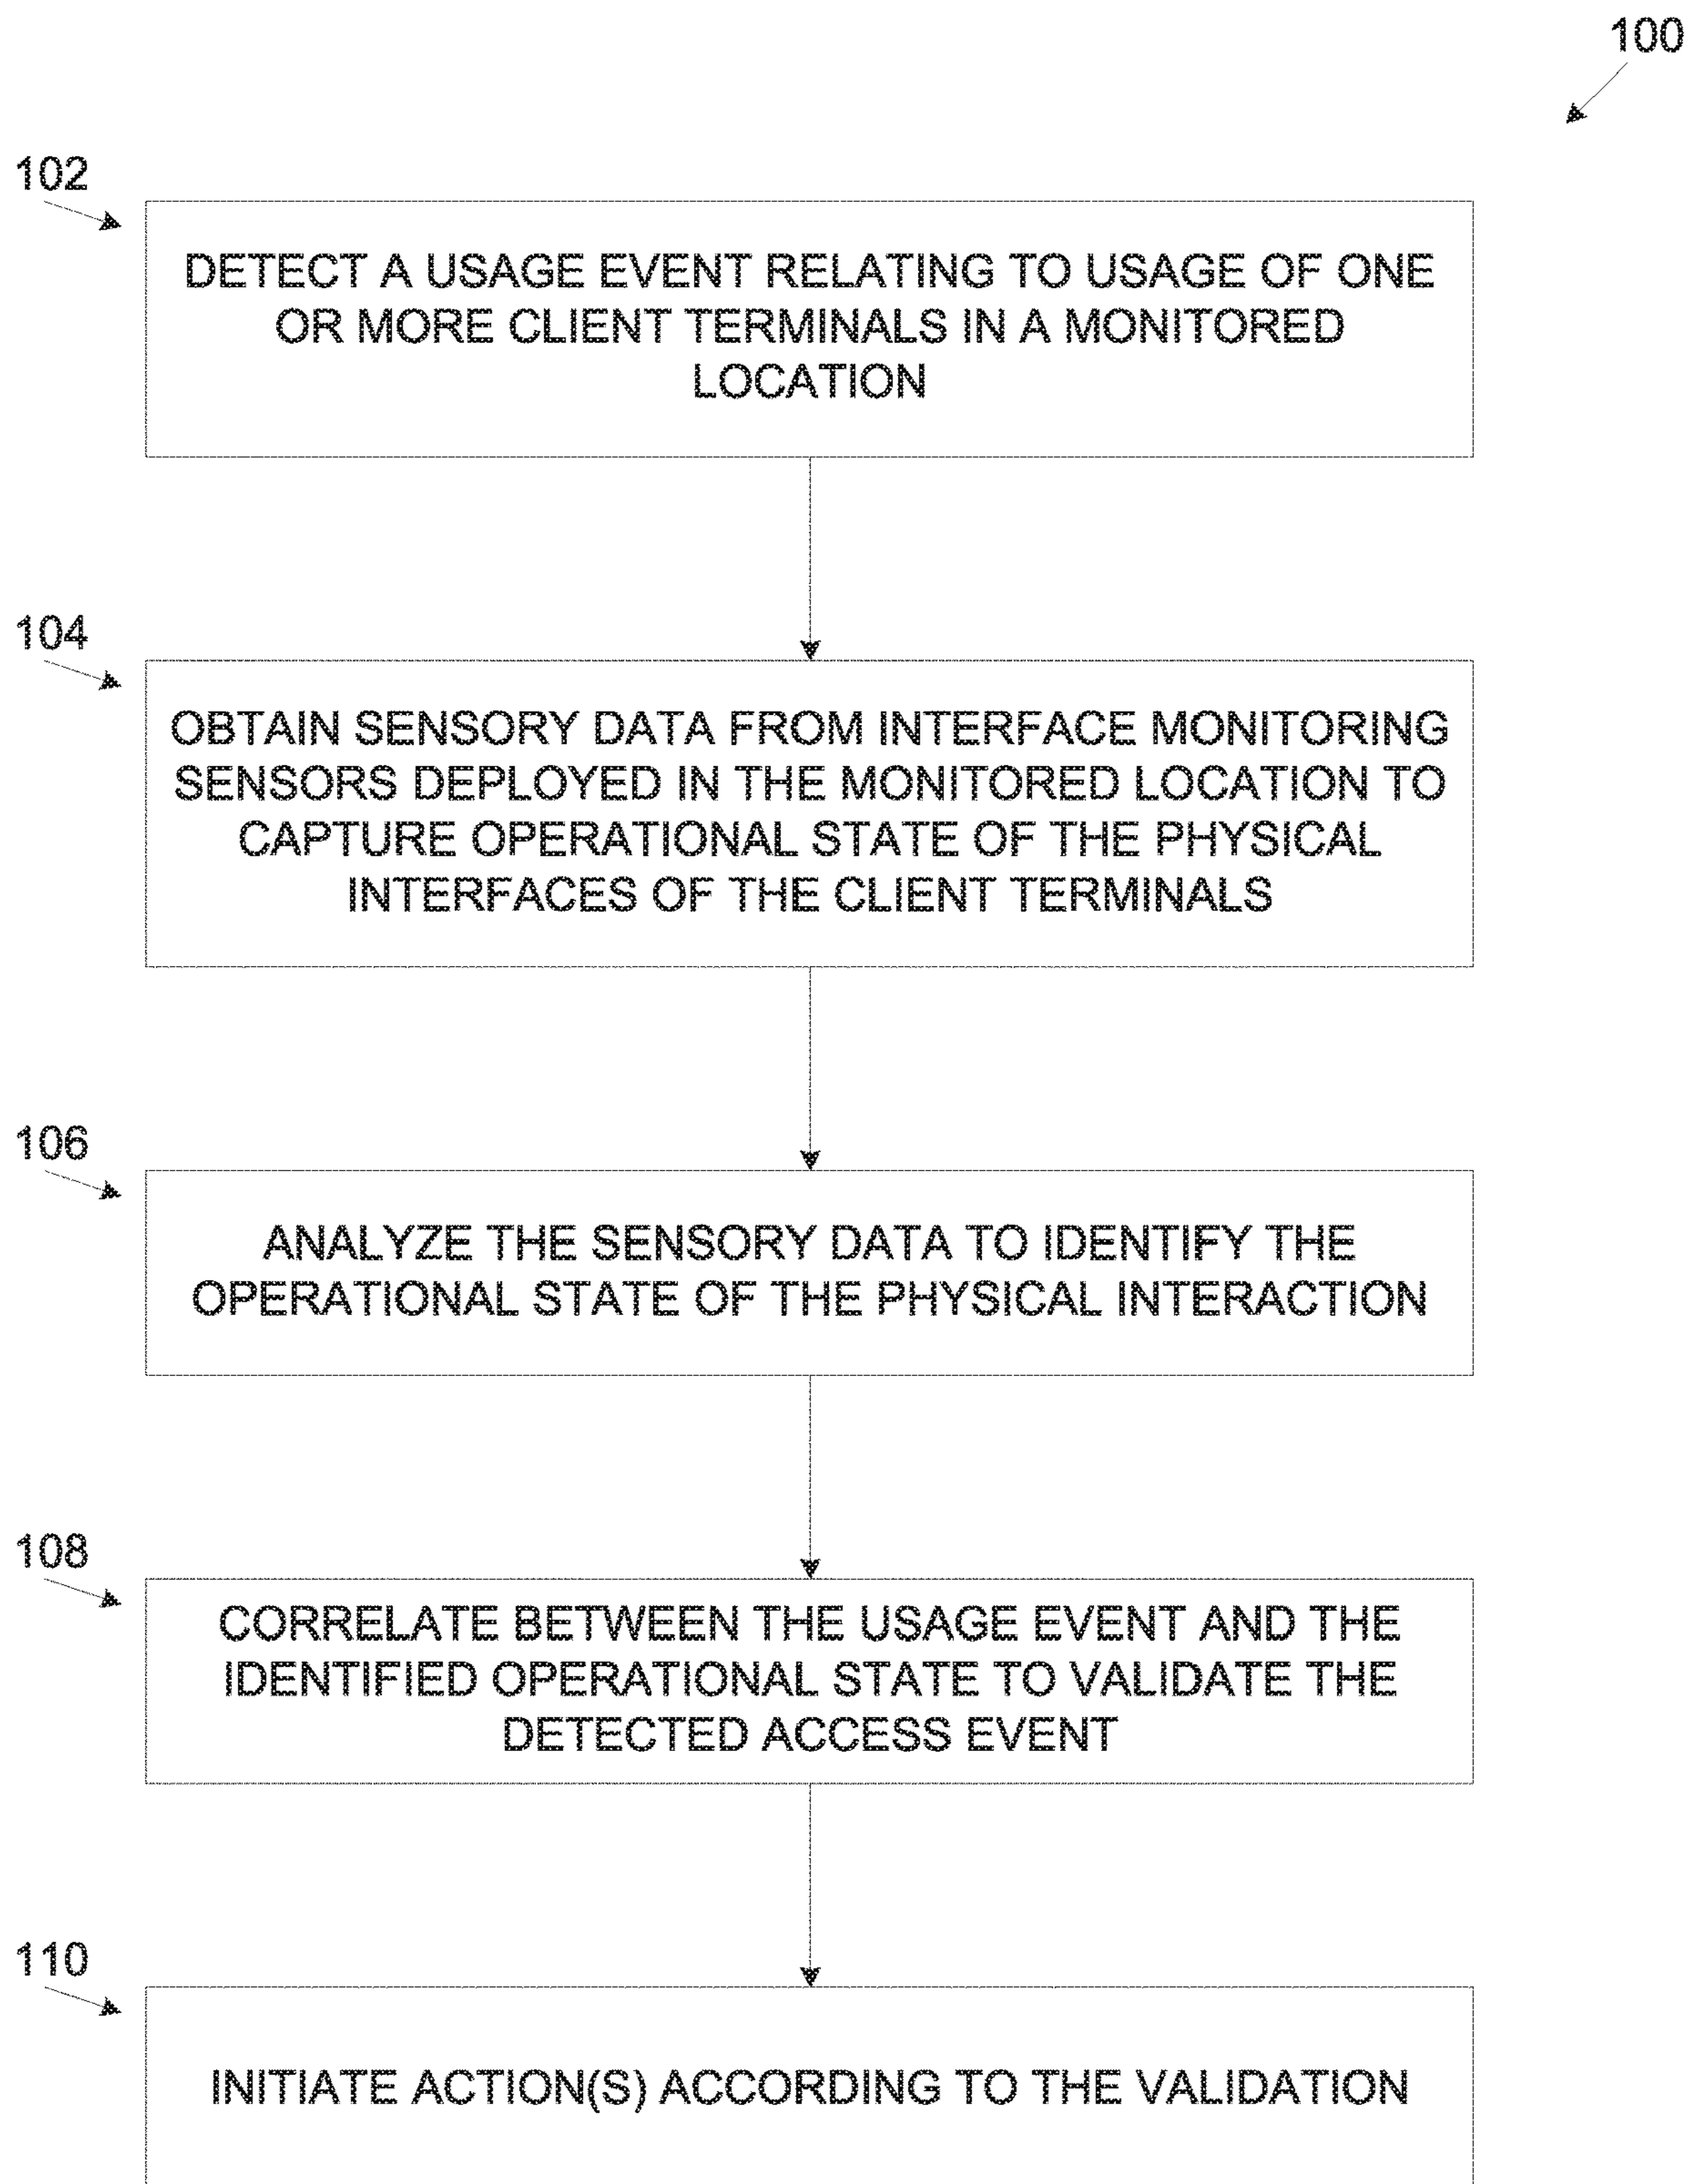 100
102
DETECT A USAGE EVENT RELATING TO USAGE OF ONE
OR MORE CLIENT TERMINALS IN A MONITORED
LOCATION
104
OBTAIN SENSORY DATA FROM INTERFACE MONITORING
SENSORS DEPLOYED IN THE MONITORED LOCATION TO
CAPTURE OPERATIONAL STATE OF THE PHYSICAL
INTERFACES OF THE CLIENT TERMINALS
106
ANALYZE THE SENSORY DATA TO IDENTIFY THE
OPERATIONAL STATE OF THE PHYSICAL INTERACTION
108
CORRELATE BETWEEN THE USAGE EVENT AND THE
IDENTIFIED OPERATIONAL STATE TO VALIDATE THE
DETECTED ACCESS EVENT
110
INITIATE ACTION(S) ACCORDING TO THE VALIDATION